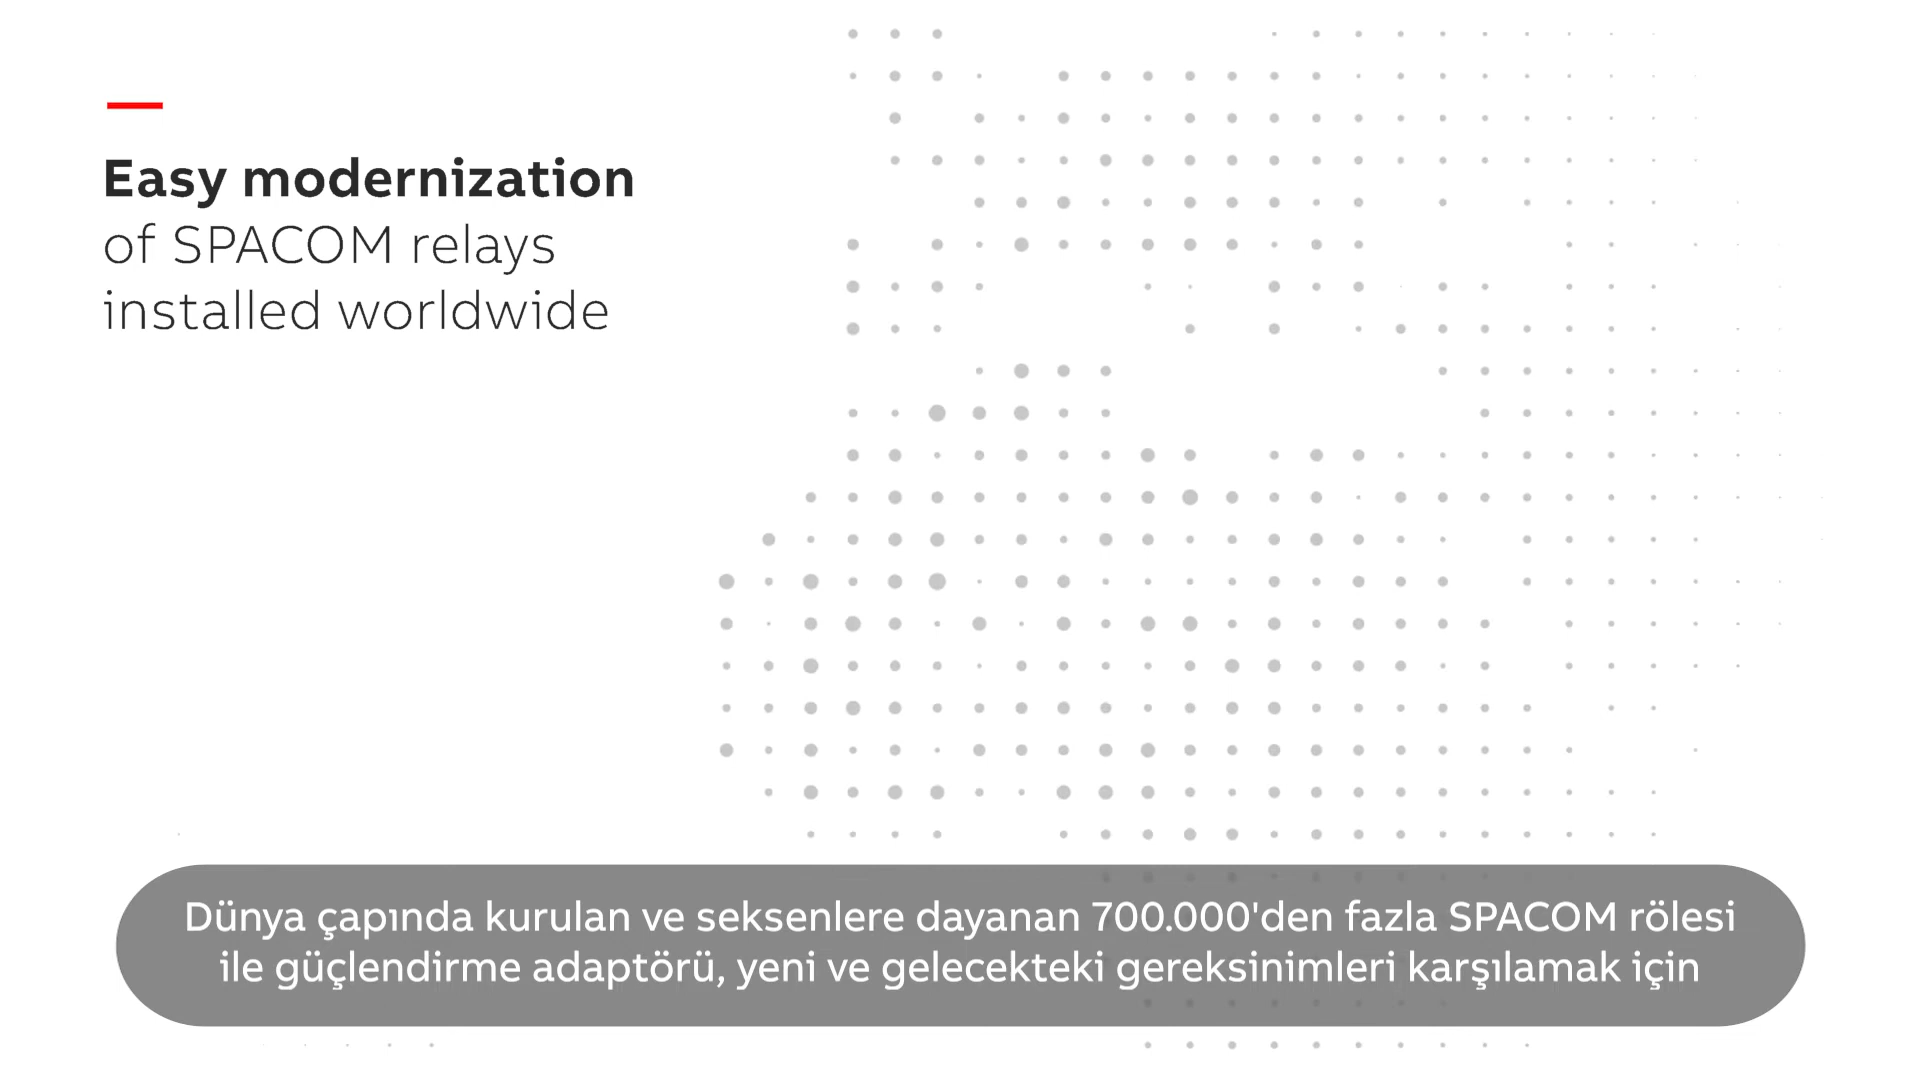 Easy modernization
of SPACOM relays
installed worldwide
Dünya çapında kurulan ve seksenlere dayanan 700.000'den fazla SPACOM rölesi
ile güçlendirme adaptörü, yeni ve gelecekteki gereksinimleri karşılamak için